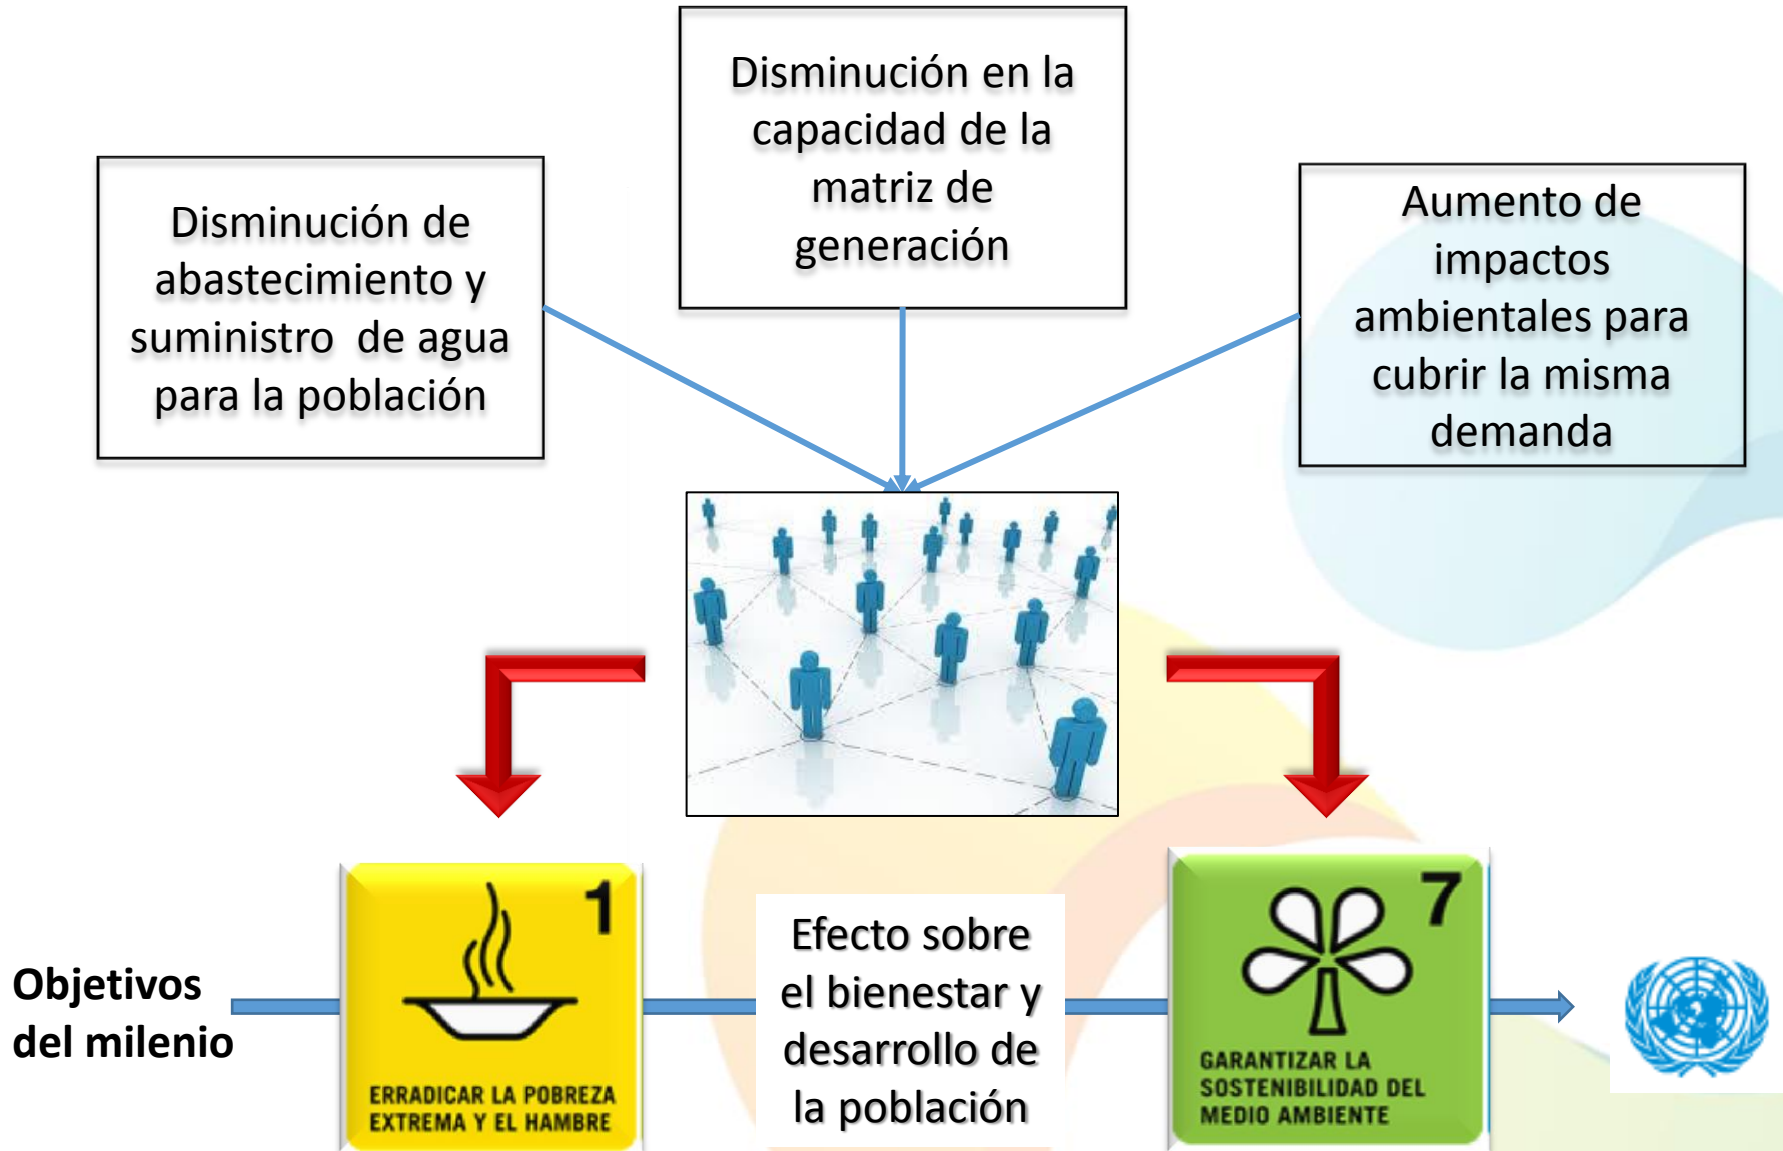 Disminución en la
capacidad de la
matriz de
generación
Disminución de
abastecimiento y
suministro  de agua
para la población
Aumento de
impactos
ambientales para
cubrir la misma
demanda
Objetivos
del milenio
1
ERRADICAR LA POBREZA
EXTREMA Y EL HAMBRE
Efecto sobre
el bienestar y
desarrollo de
la población
7
GARANTIZAR LA
SOSTENIBILIDAD DEL
MEDIO AMBIENTE